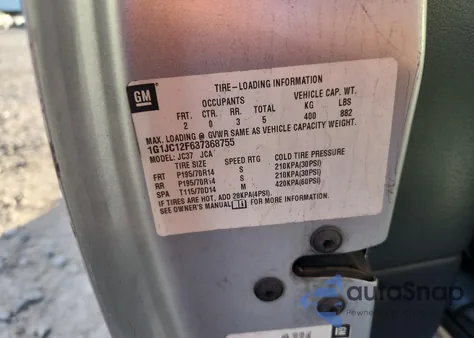 GM
TIRE-LOADING INFORMATION
OCCUPANTS VEHICLE CAP. WT.
FRT. CTR. RR. TOTAL KG LBS
2 0 3 5 400 882
MAX. LOADING @ GVWR SAME AS VEHICLE CAPACITY WEIGHT.
1G1JC12F637368755
MODEL: JC37 JCA
TIRE SIZE SPEED RTG COLD TIRE PRESSURE
FRT P195/70R14 S 210KPA(30PSI)
RR P195/70R14 S 210KPA(30PSI)
SPA T115/70D14 M 420KPA(60PSI)
IF TIRES ARE HOT, ADD 28KPA(4PSI).
SEE OWNER'S MANUAL FOR MORE INFORMATION.
autoSnap